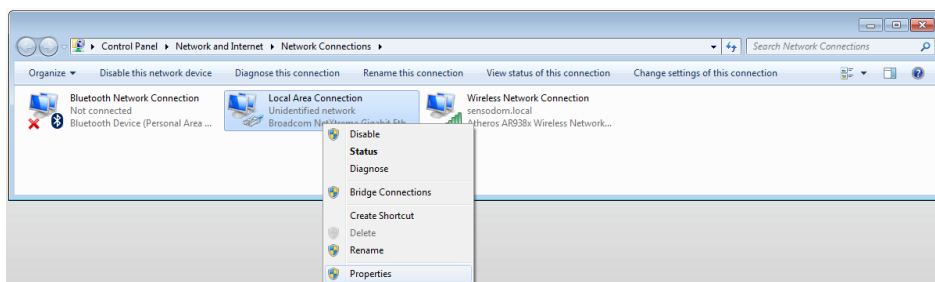 Control Panel ▸ Network and Internet ▸ Network Connections ▸
Search Network Connections
Organize Disable this network device Diagnose this connection Rename this connection View status of this connection Change settings of this connection
Bluetooth Network Connection
Not connected
Bluetooth Device (Personal Area ...
Local Area Connection
Unidentified network
Broadcom NetXtreme Gigabit Eth
Wireless Network Connection
sensodom.local
Atheros AR938x Wireless Network...
Disable
Status
Diagnose
Bridge Connections
Create Shortcut
Delete
Rename
Properties